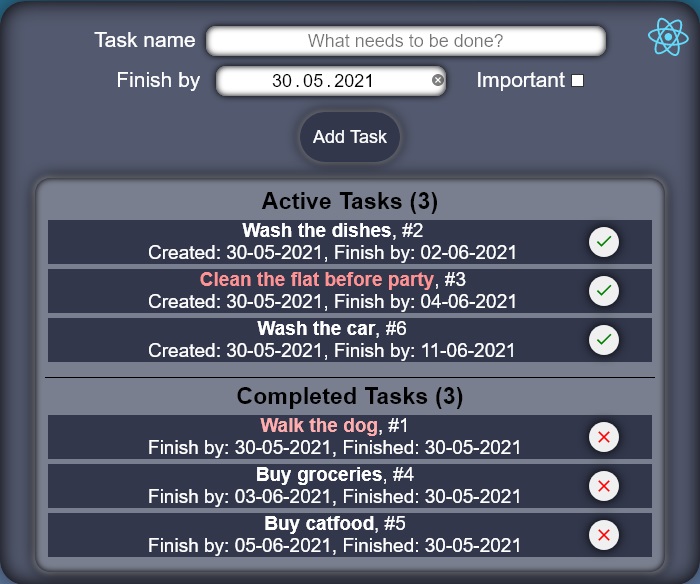 Task name What needs to be done?
Finish by 30.05.2021 Important
Add Task
Active Tasks (3)
Wash the dishes, #2
Created: 30-05-2021, Finish by: 02-06-2021
Clean the flat before party, #3
Created: 30-05-2021, Finish by: 04-06-2021
Wash the car, #6
Created: 30-05-2021, Finish by: 11-06-2021
Completed Tasks (3)
Walk the dog, #1
Finish by: 30-05-2021, Finished: 30-05-2021
Buy groceries, #4
Finish by: 03-06-2021, Finished: 30-05-2021
Buy catfood, #5
Finish by: 05-06-2021, Finished: 30-05-2021